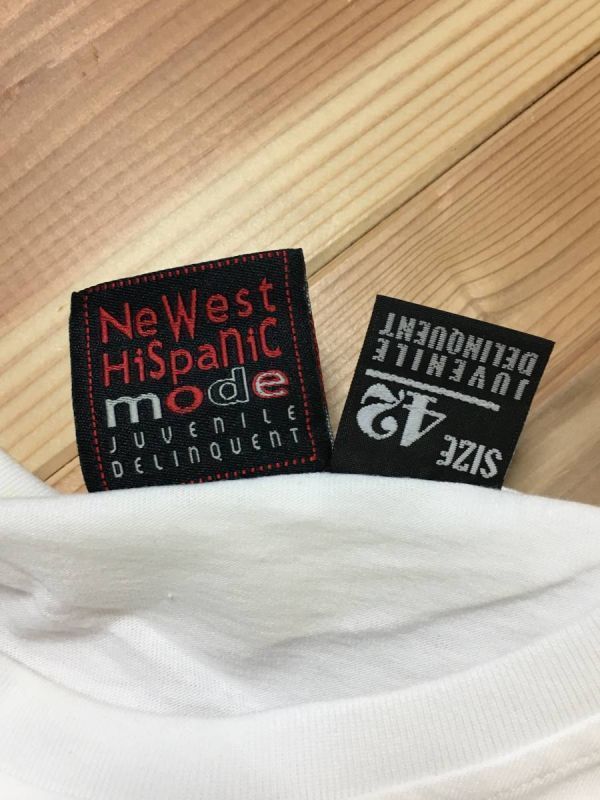 NeWest
HiSpaNiC
mode
JUVENILE
DELINQUENT
SIZE 42
JUVENILE
DELINQUENT